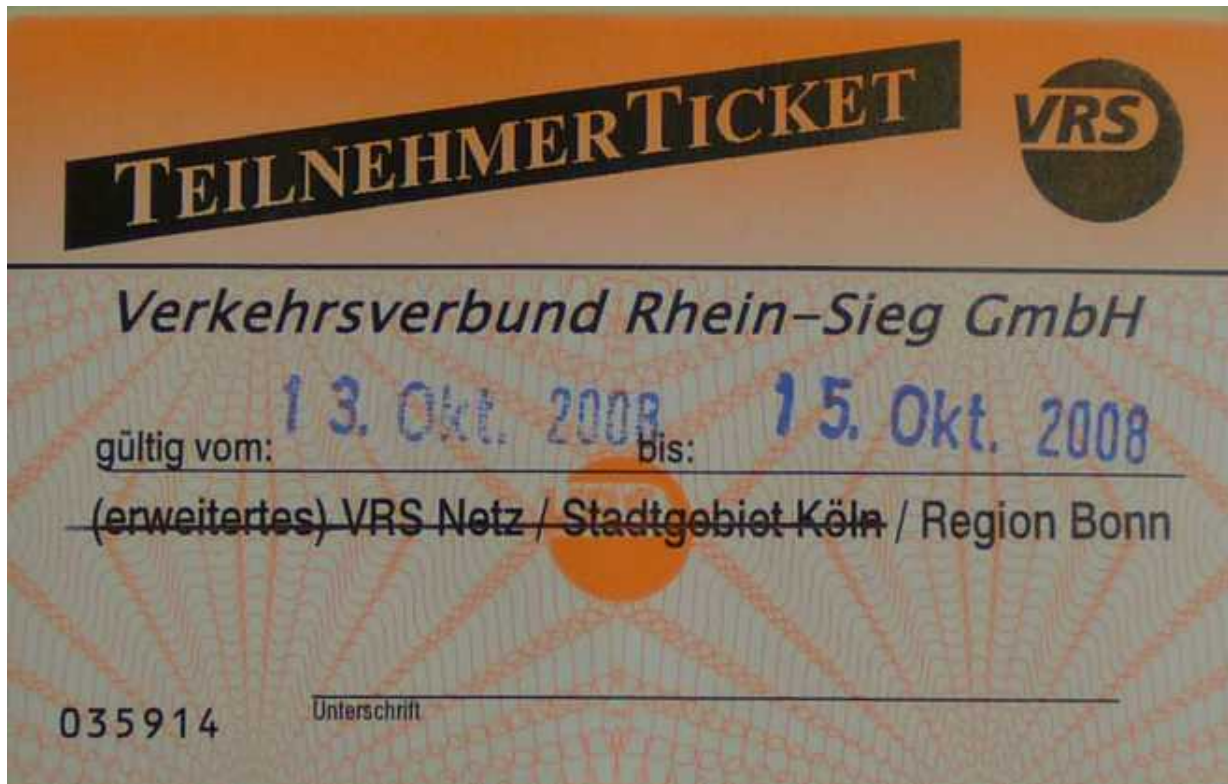 TEILNEHMERTICKET
VRS
Verkehrsverbund Rhein-Sieg GmbH
gültig vom: 13. Okt. 2008 bis: 15. Okt. 2008
(erweitertes) VRS Netz / Stadtgebiet Köln / Region Bonn
Unterschrift
035914